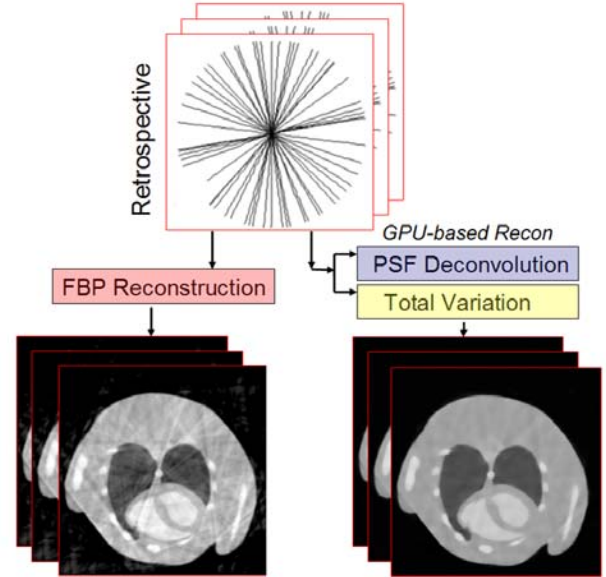 Retrospective
GPU-based Recon
FBP Reconstruction
PSF Deconvolution
Total Variation